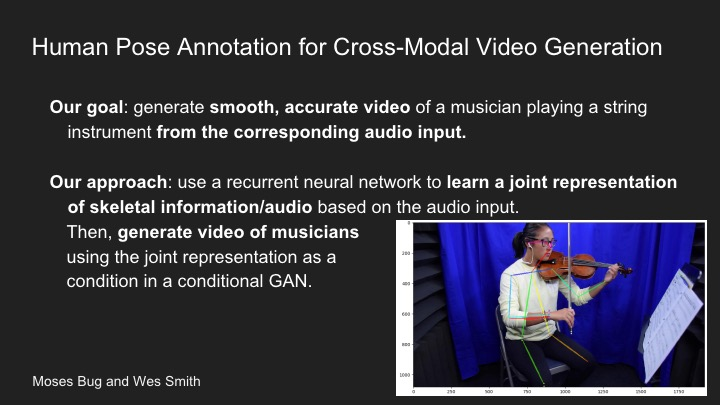 Human Pose Annotation for Cross-Modal Video Generation
Our goal: generate smooth, accurate video of a musician playing a string
instrument from the corresponding audio input.
Our approach: use a recurrent neural network to learn a joint representation
of skeletal information/audio based on the audio input.
Then, generate video of musicians
using the joint representation as a
condition in a conditional GAN.
0
200
400
600
800
1000
0 250 500 750 1000 1250 1500 1750
Moses Bug and Wes Smith